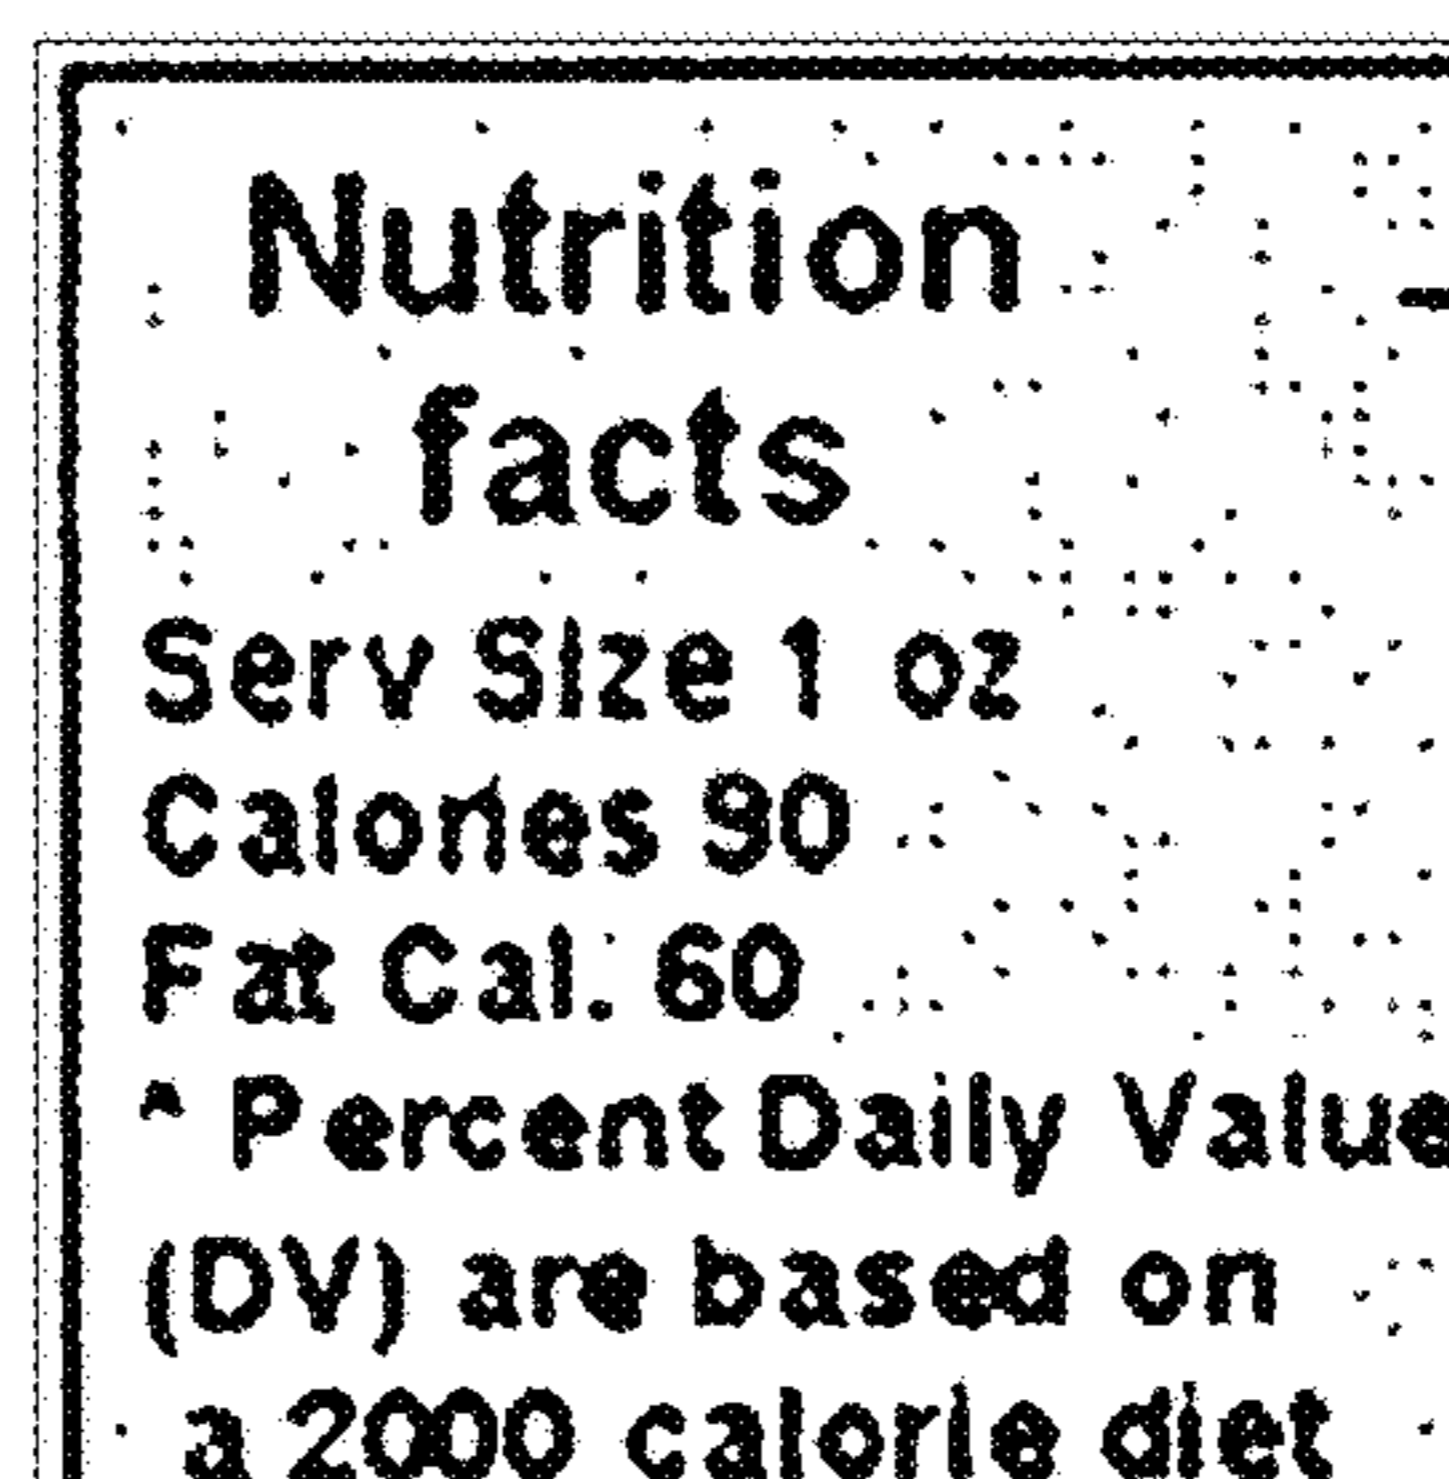 Nutrition
facts
Serv Size 1 oz
Calories 90
Fat Cal. 60
* Percent Daily Value
(DV) are based on
a 2000 calorie diet